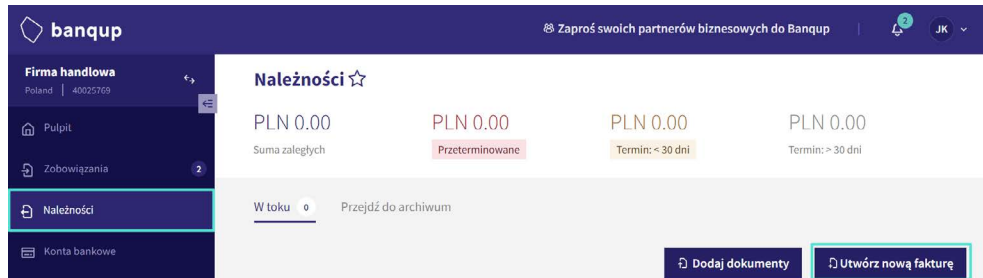 banqup
Zaproś swoich partnerów biznesowych do Banqup
2
JK
Firma handlowa
Poland | 40025769
Pulpit
Zobowiązania 2
Należności
Konta bankowe
Należności
PLN 0.00 PLN 0.00 PLN 0.00 PLN 0.00
Suma zaległych Przeterminowane Termin: < 30 dni Termin: > 30 dni
W toku 0 Przejdź do archiwum
Dodaj dokumenty Utwórz nową fakturę